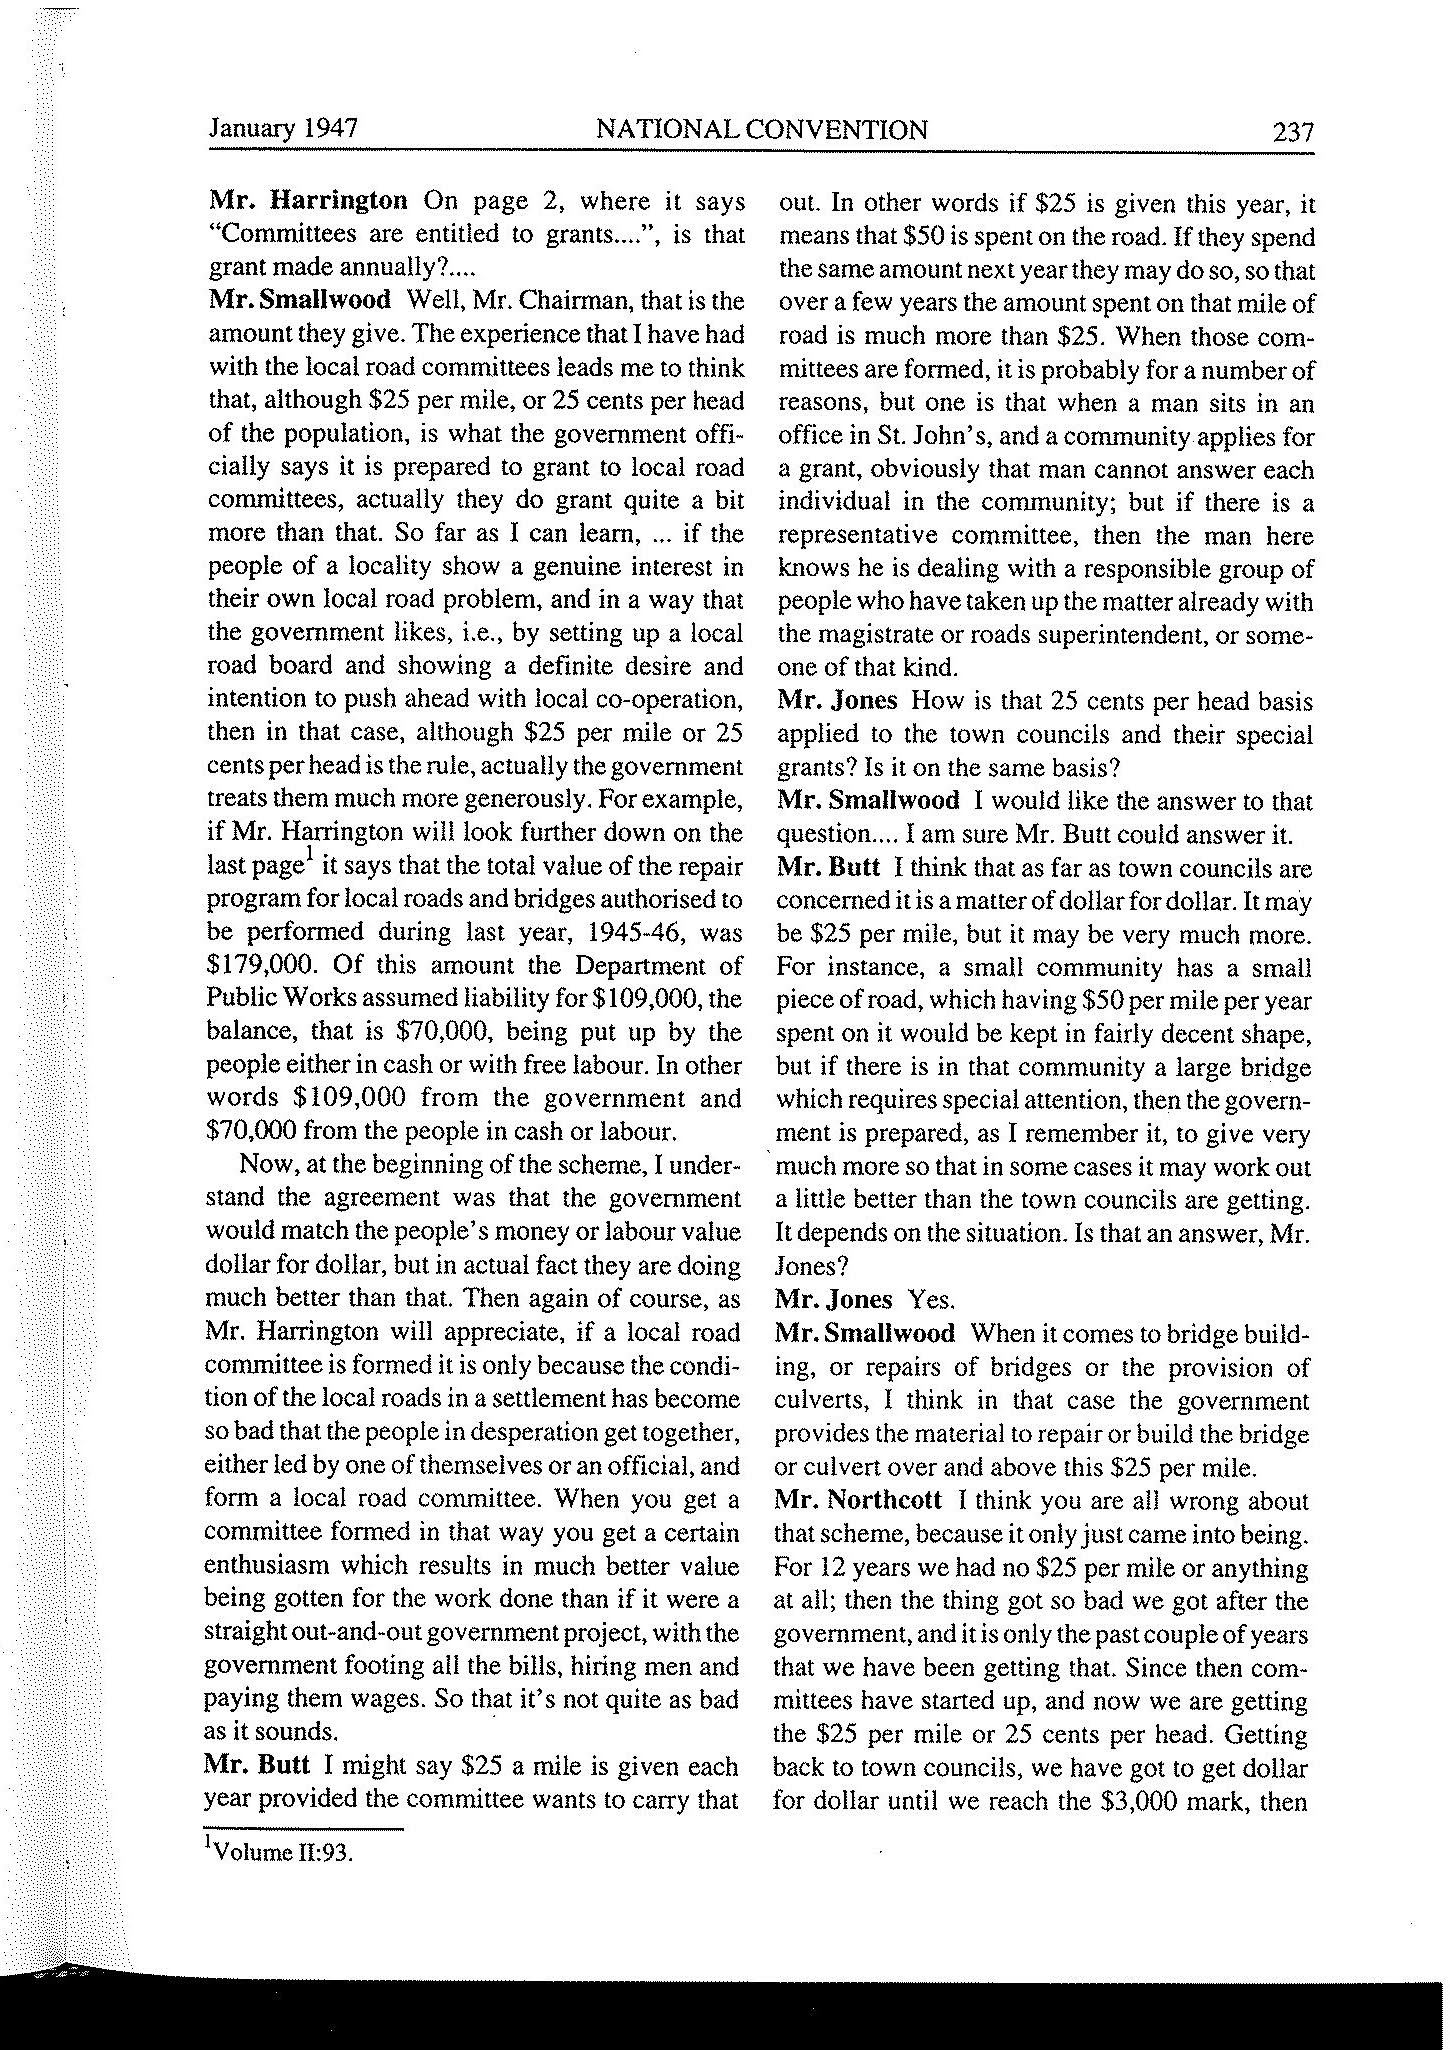 January 1947
NATIONAL CONVENTION
237
Mr. Harrington On page 2, where it says
“Committees are entitled to grants....”, is that
grant made annually?....
Mr. Smallwood Well, Mr. Chairman, that is the
amount they give. The experience that I have had
with the local road committees leads me to think
that, although $25 per mile, or 25 cents per head
of the population, is what the government offi-
cially says it is prepared to grant to local road
committees, actually they do grant quite a bit
more than that. So far as I can learn, ... if the
people of a locality show a genuine interest in
their own local road problem, and in a way that
the government likes, i.e., by setting up a local
road board and showing a definite desire and
intention to push ahead with local co-operation,
then in that case, although $25 per mile or 25
cents per head is the rule, actually the government
treats them much more generously. For example,
if Mr. Harrington will look further down on the
last page1 it says that the total value of the repair
program for local roads and bridges authorised to
be performed during last year, 1945-46, was
$179,000. Of this amount the Department of
Public Works assumed liability for $109,000, the
balance, that is $70,000, being put up by the
people either in cash or with free labour. In other
words $109,000 from the government and
$70,000 from the people in cash or labour.
Now, at the beginning of the scheme, I under-
stand the agreement was that the government
would match the people's money or labour value
dollar for dollar, but in actual fact they are doing
much better than that. Then again of course, as
Mr. Harrington will appreciate, if a local road
committee is formed it is only because the condi-
tion of the local roads in a settlement has become
so bad that the people in desperation get together,
either led by one of themselves or an official, and
form a local road committee. When you get a
committee formed in that way you get a certain
enthusiasm which results in much better value
being gotten for the work done than if it were a
straight out-and-out government project, with the
government footing all the bills, hiring men and
paying them wages. So that it's not quite as bad
as it sounds.
Mr. Butt I might say $25 a mile is given each
year provided the committee wants to carry that
1Volume II:93.
out. In other words if $25 is given this year, it
means that $50 is spent on the road. If they spend
the same amount next year they may do so, so that
over a few years the amount spent on that mile of
road is much more than $25. When those com-
mittees are formed, it is probably for a number of
reasons, but one is that when a man sits in an
office in St. John's, and a community applies for
a grant, obviously that man cannot answer each
individual in the community; but if there is a
representative committee, then the man here
knows he is dealing with a responsible group of
people who have taken up the matter already with
the magistrate or roads superintendent, or some-
one of that kind.
Mr. Jones How is that 25 cents per head basis
applied to the town councils and their special
grants? Is it on the same basis?
Mr. Smallwood I would like the answer to that
question.... I am sure Mr. Butt could answer it.
Mr. Butt I think that as far as town councils are
concerned it is a matter of dollar for dollar. It may
be $25 per mile, but it may be very much more.
For instance, a small community has a small
piece of road, which having $50 per mile per year
spent on it would be kept in fairly decent shape,
but if there is in that community a large bridge
which requires special attention, then the govern-
ment is prepared, as I remember it, to give very
much more so that in some cases it may work out
a little better than the town councils are getting.
It depends on the situation. Is that an answer, Mr.
Jones?
Mr. Jones Yes.
Mr. Smallwood When it comes to bridge build-
ing, or repairs of bridges or the provision of
culverts, I think in that case the government
provides the material to repair or build the bridge
or culvert over and above this $25 per mile.
Mr. Northcott I think you are all wrong about
that scheme, because it only just came into being.
For 12 years we had no $25 per mile or anything
at all; then the thing got so bad we got after the
government, and it is only the past couple of years
that we have been getting that. Since then com-
mittees have started up, and now we are getting
the $25 per mile or 25 cents per head. Getting
back to town councils, we have got to get dollar
for dollar until we reach the $3,000 mark, then